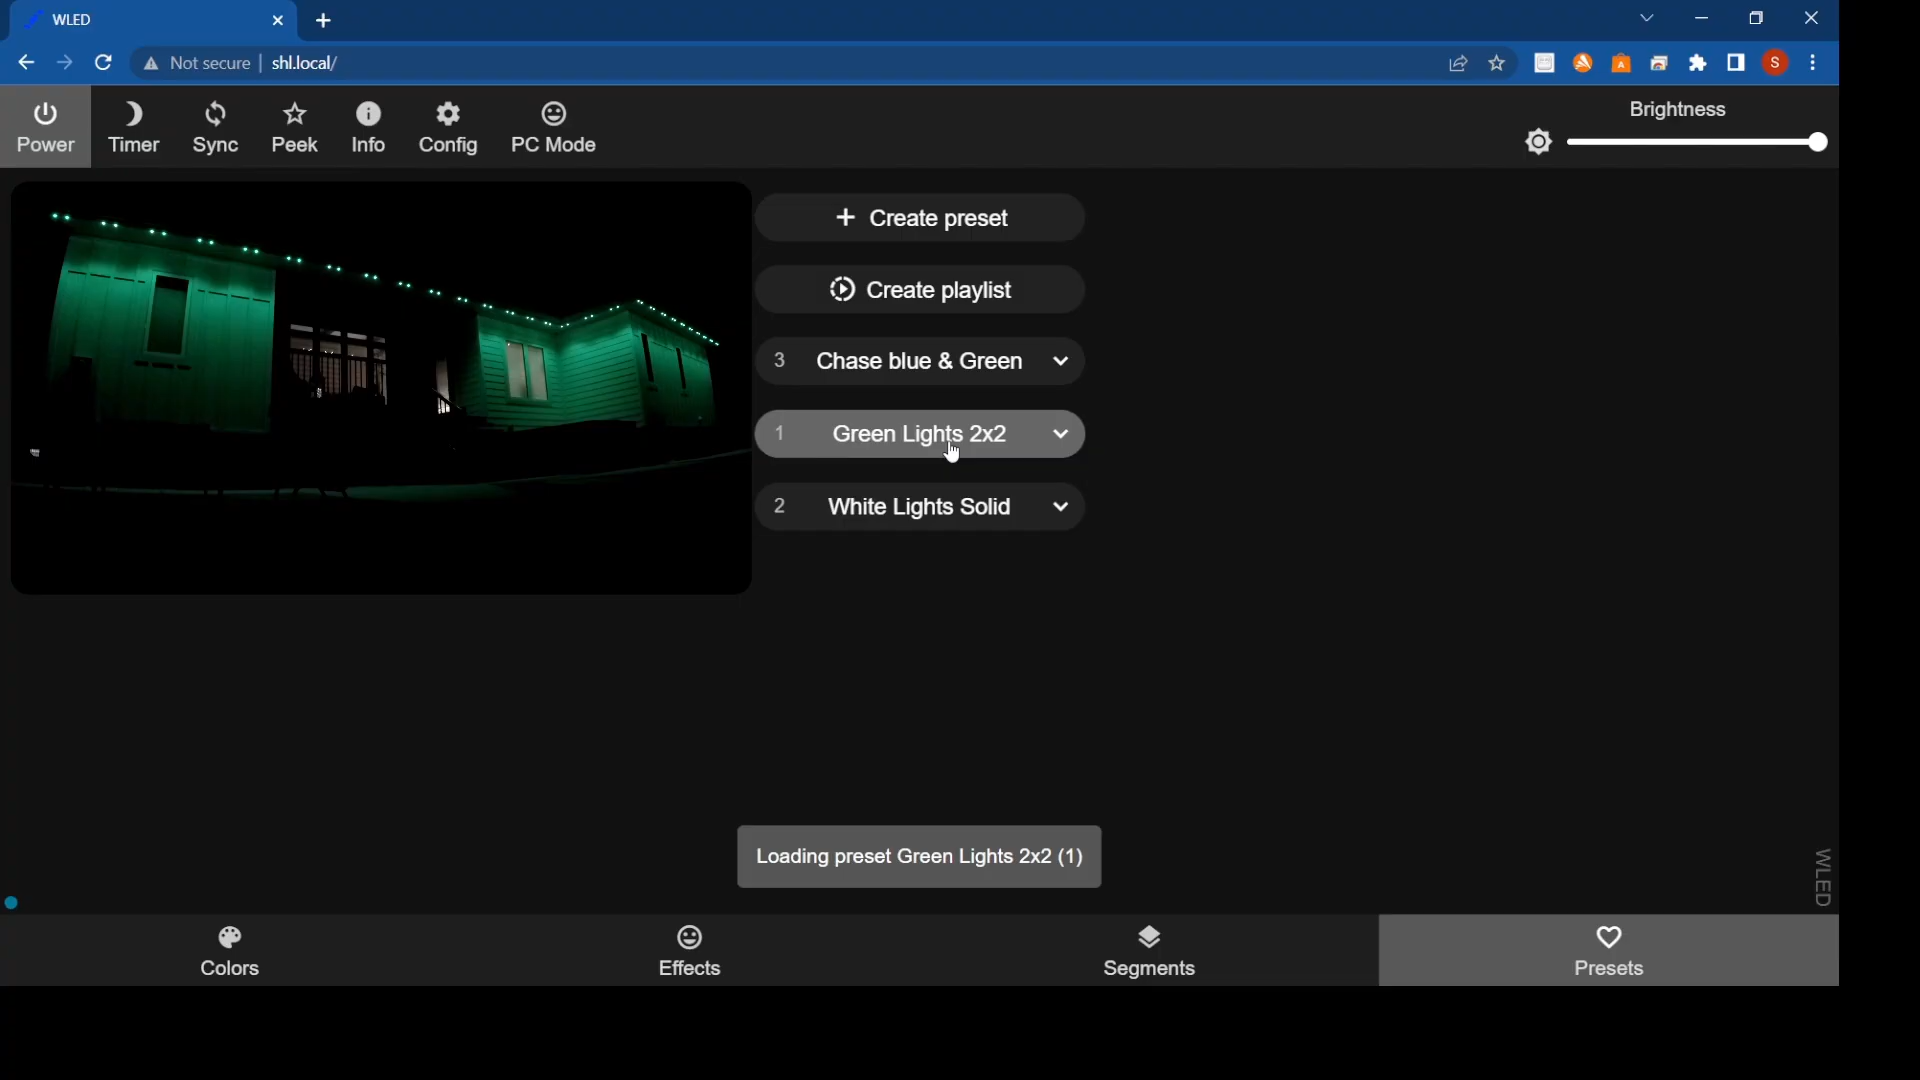 WLED
Not secure | shl.local/
S
Power
Timer
Sync
Peek
Info
Config
PC Mode
Brightness
+ Create preset
Create playlist
3 Chase blue & Green
1 Green Lights 2x2
2 White Lights Solid
Loading preset Green Lights 2x2 (1)
WLED
Colors
Effects
Segments
Presets